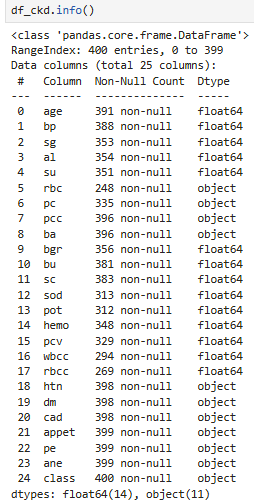 df_ckd.info()
<class 'pandas.core.frame.DataFrame'>
RangeIndex: 400 entries, 0 to 399
Data columns (total 25 columns):
 #   Column  Non-Null Count  Dtype
---  ------  --------------  -----
 0   age     391 non-null    float64
 1   bp      388 non-null    float64
 2   sg      353 non-null    float64
 3   al      354 non-null    float64
 4   su      351 non-null    float64
 5   rbc     248 non-null    object
 6   pc      335 non-null    object
 7   pcc     396 non-null    object
 8   ba      396 non-null    object
 9   bgr     356 non-null    float64
 10  bu      381 non-null    float64
 11  sc      383 non-null    float64
 12  sod     313 non-null    float64
 13  pot     312 non-null    float64
 14  hemo    348 non-null    float64
 15  pcv     329 non-null    float64
 16  wbcc    294 non-null    float64
 17  rbcc    269 non-null    float64
 18  htn     398 non-null    object
 19  dm      398 non-null    object
 20  cad     398 non-null    object
 21  appet   399 non-null    object
 22  pe      399 non-null    object
 23  ane     399 non-null    object
 24  class   400 non-null    object
dtypes: float64(14), object(11)